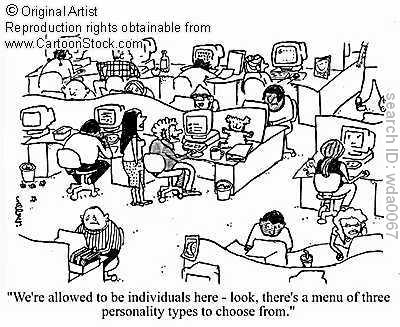 © Original Artist
Reproduction rights obtainable from
www.CartoonStock.com
search ID: wda0067
"We're allowed to be individuals here - look, there's a menu of three
personality types to choose from."